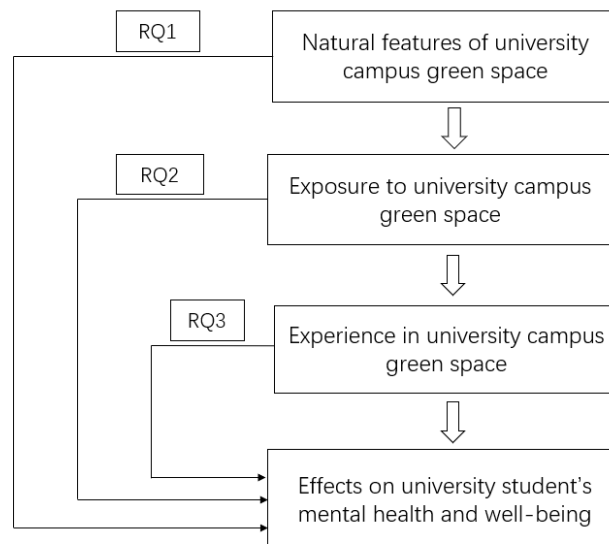 RQ1
Natural features of university
campus green space
RQ2
Exposure to university campus
green space
RQ3
Experience in university campus
green space
Effects on university student’s
mental health and well-being